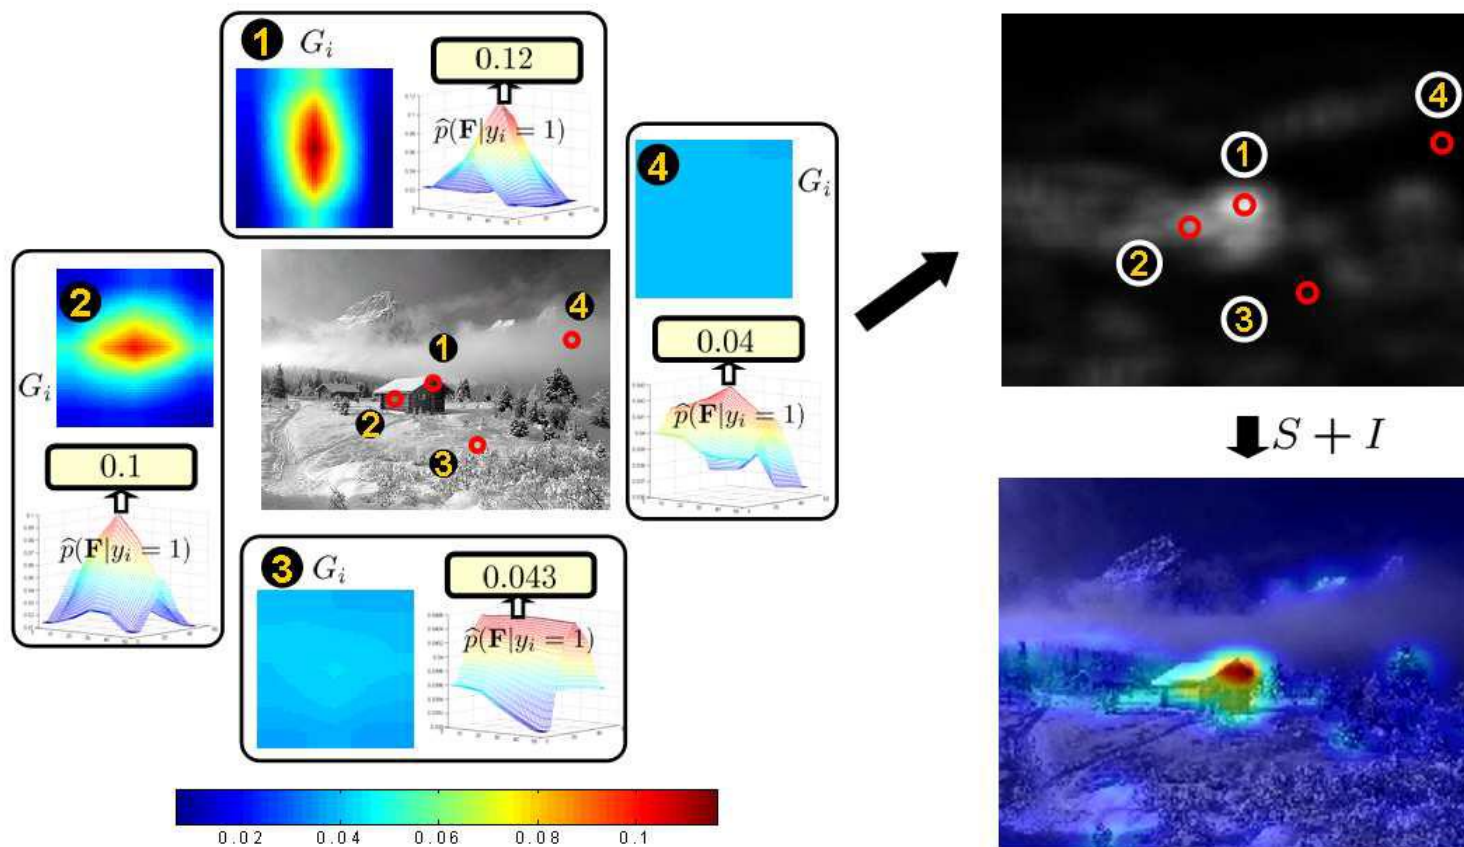 1 G_i
0.12
p̂(F|y_i = 1)
4
G_i
0.04
p̂(F|y_i = 1)
2
G_i
0.1
p̂(F|y_i = 1)
4
1
2
3
3 G_i
0.043
p̂(F|y_i = 1)
0.02 0.04 0.06 0.08 0.1
4
1
2
3
S + I